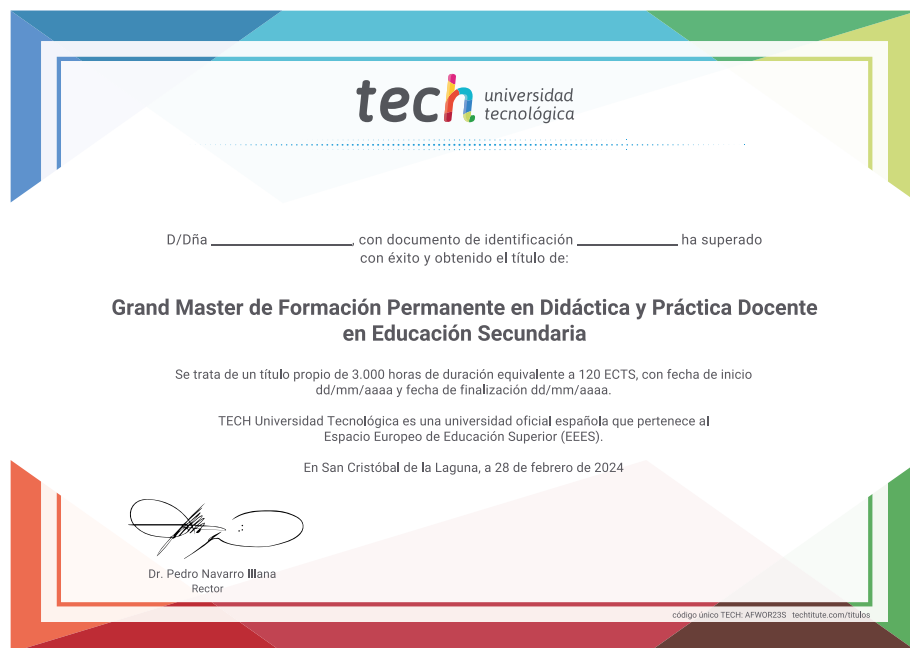 tech universidad
tecnológica
D/Dña ______________, con documento de identificación __________ ha superado
con éxito y obtenido el título de:
Grand Master de Formación Permanente en Didáctica y Práctica Docente
en Educación Secundaria
Se trata de un título propio de 3.000 horas de duración equivalente a 120 ECTS, con fecha de inicio
dd/mm/aaaa y fecha de finalización dd/mm/aaaa.
TECH Universidad Tecnológica es una universidad oficial española que pertenece al
Espacio Europeo de Educación Superior (EEES).
En San Cristóbal de la Laguna, a 28 de febrero de 2024
Dr. Pedro Navarro Illana
Rector
código único TECH: AFWOR23S techtitute.com/titulos